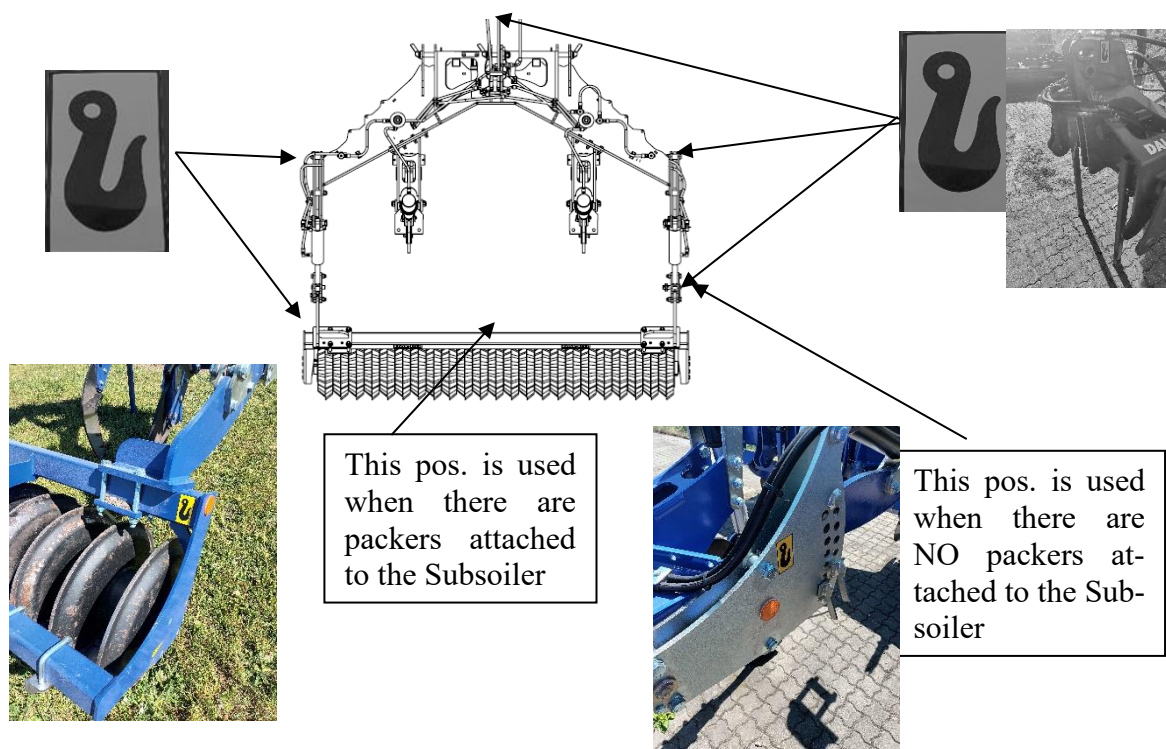 This pos. is used
when there are
packers attached
to the Subsoiler
This pos. is used
when there are
NO packers at-
tached to the Sub-
soiler